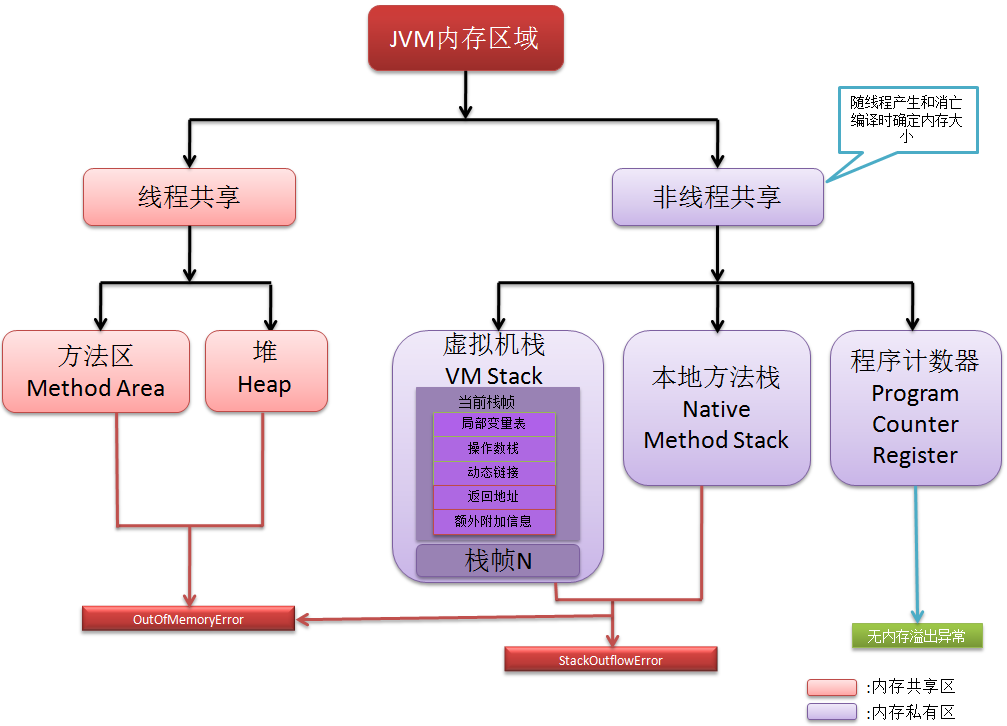 JVM内存区域
随线程产生和消亡
编译时确定内存大
小
线程共享
非线程共享
方法区
Method Area
堆
Heap
虚拟机栈
VM Stack
当前栈帧
局部变量表
操作数栈
动态链接
返回地址
额外附加信息
栈帧N
本地方法栈
Native
Method Stack
程序计数器
Program
Counter
Register
OutOfMemoryError
StackOutflowError
无内存溢出异常
:内存共享区
:内存私有区